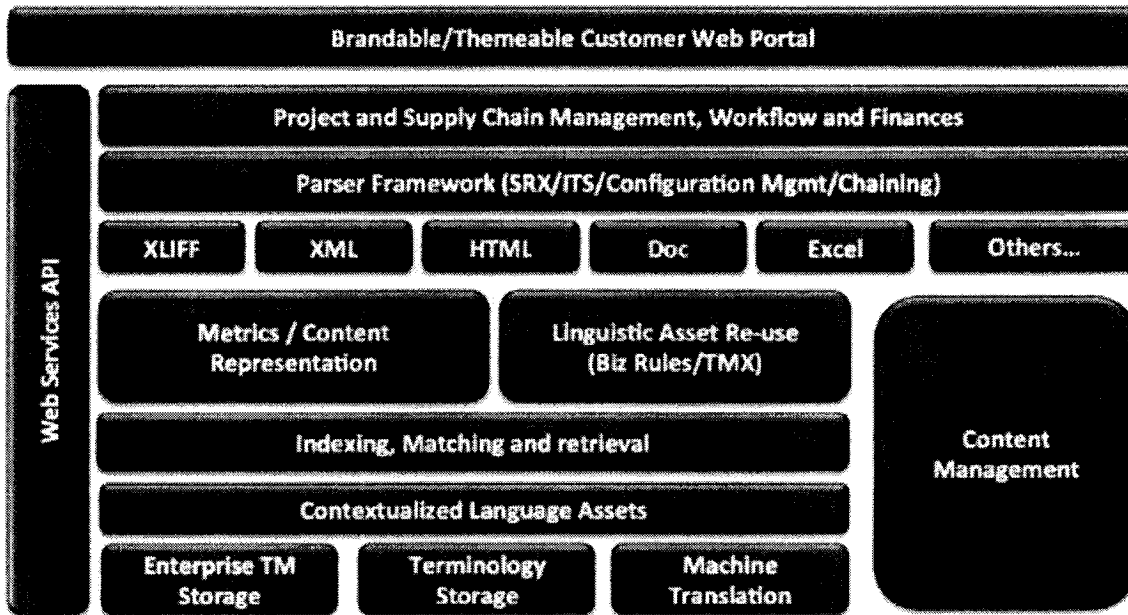 Brandable/Themeable Customer Web Portal
Web Services API
Project and Supply Chain Management, Workflow and Finances
Parser Framework (SRX/ITS/Configuration Mgmt/Chaining)
XLIFF
XML
HTML
Doc
Excel
Others...
Metrics / Content
Representation
Linguistic Asset Re-use
(Biz Rules/TMX)
Indexing, Matching and retrieval
Contextualized Language Assets
Enterprise TM
Storage
Terminology
Storage
Machine
Translation
Content
Management